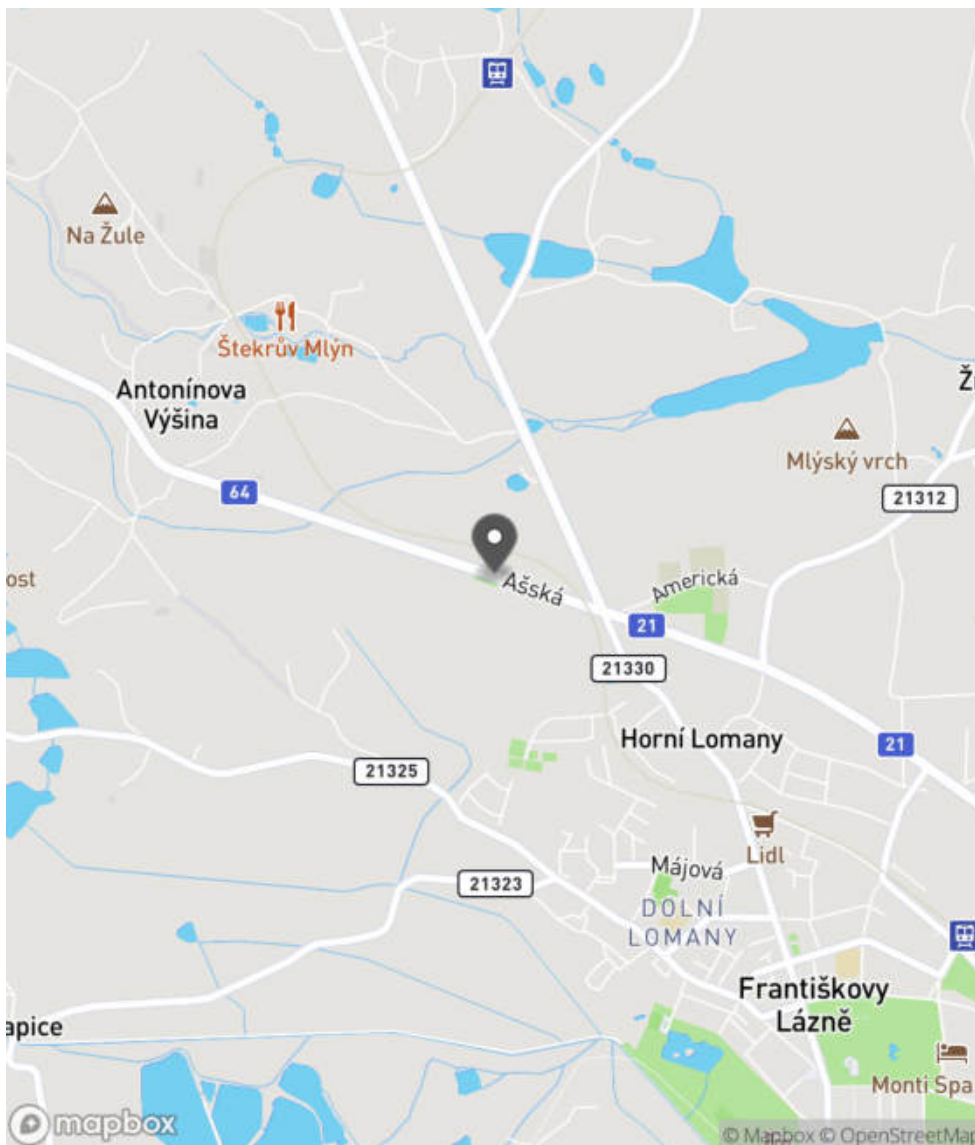 Na Žule
Štekrův Mlýn
Antonínova
Výšina
Ž
Mlýský vrch
64
21312
ost
Ašská
Americká
21
21330
Horní Lomany
21
21325
Lidl
Májová
21323
DOLNÍ
LOMANY
Františkovy
Lázně
apice
Monti Spa
mapbox
© Mapbox © OpenStreetMap